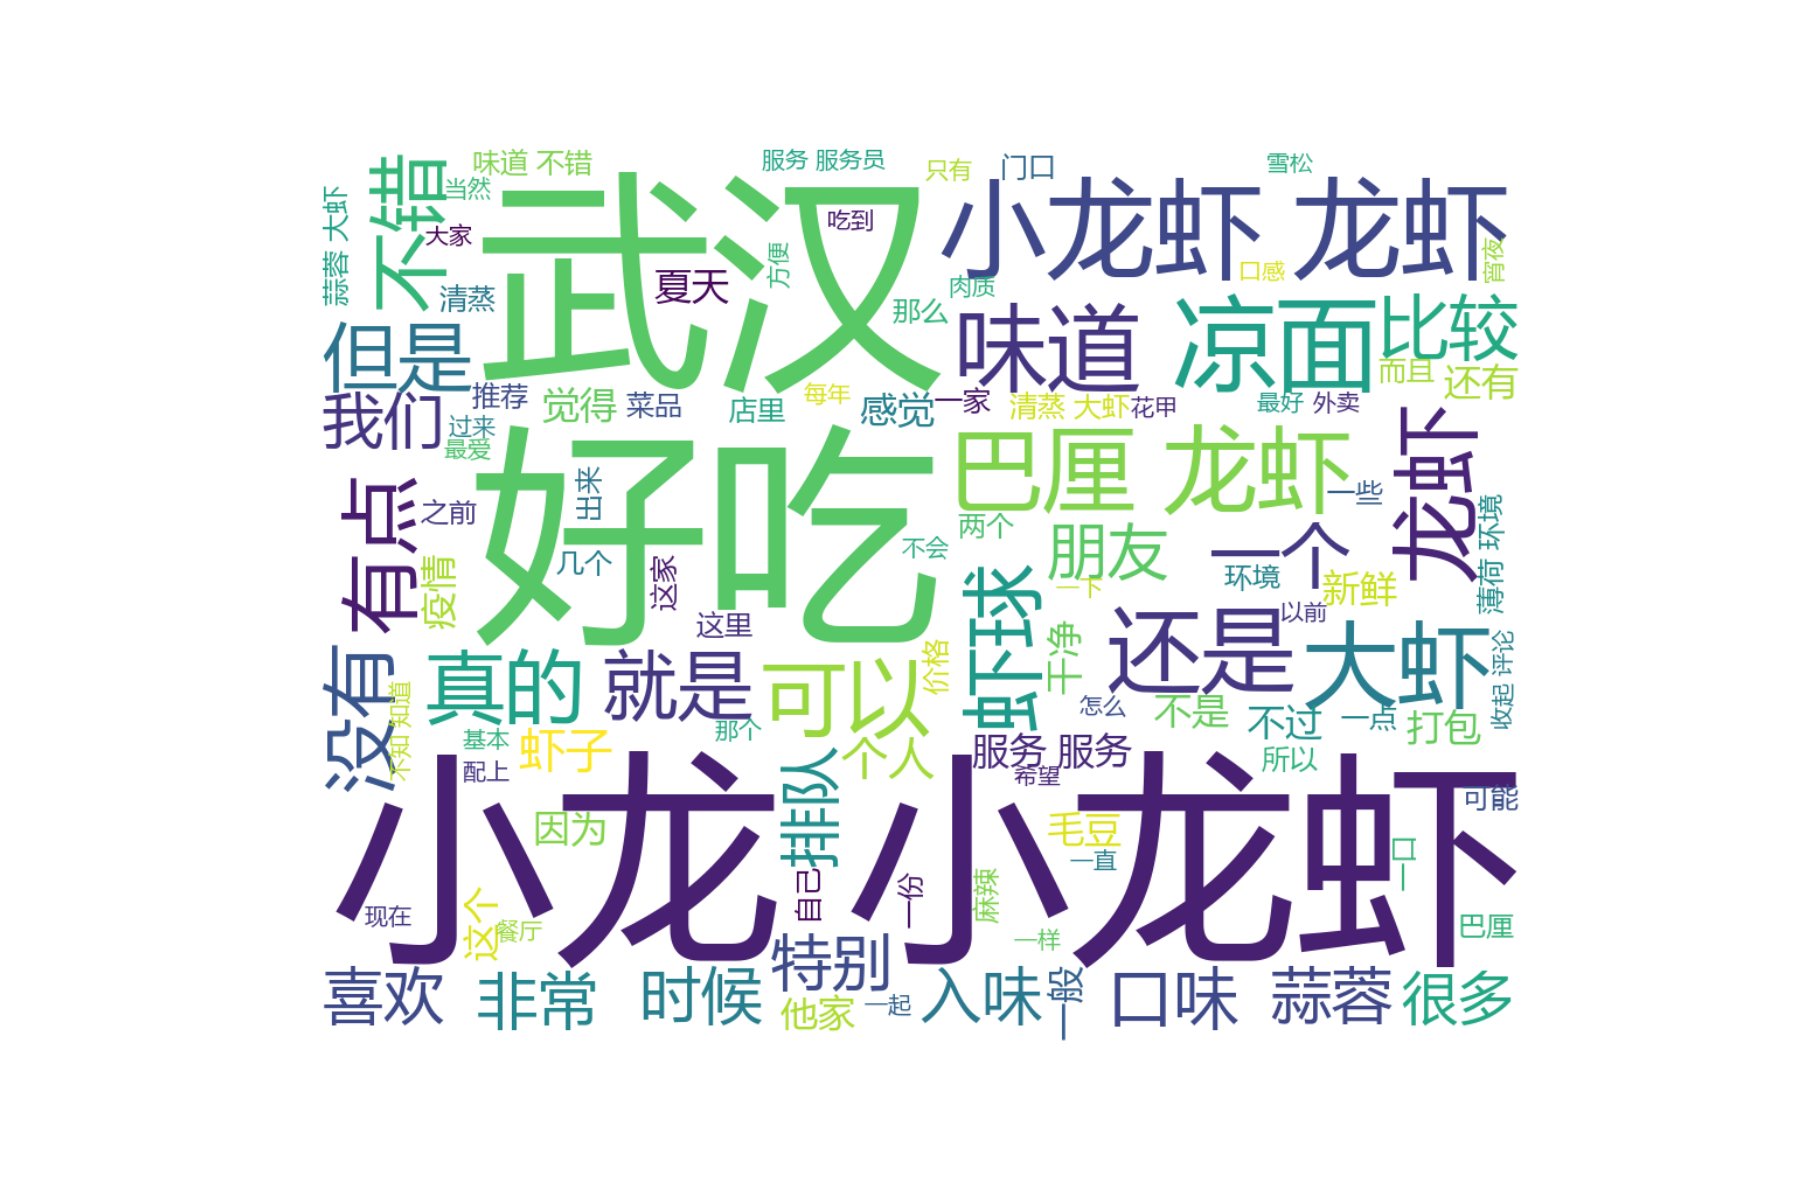 味道 不错
服务 服务员
只有
门口
雪松
当然
不错
武汉
吃到
小龙虾 龙虾
大家
蒜蓉 大虾
夏天
方便
口感
宵夜
清蒸
肉质
那么
但是
味道
凉面
比较
而且
还有
推荐
觉得
菜品
店里
每年
感觉
一家
清蒸 大虾
花甲
最好
外卖
我们
过来
最爱
好吃
巴厘 龙虾
龙虾
一些
有点
之前
出来
两个
薄荷 环境
疫情
几个
这家
不会
朋友
一个
环境
新鲜
一下
这里
虾球
以前
还是
大虾
没有
真的
就是
可以
价格
干净
收起 评论
不知 知道
怎么
不是
不过
一点
打包
基本
虾子
那个
个人
服务 服务
所以
配上
希望
小龙 小龙虾
可能
因为
排队
毛豆
一直
一口
自己
一份
麻辣
现在
这个
餐厅
一样
巴厘
特别
喜欢
非常
时候
他家
一起
入味
一般
口味
蒜蓉
很多